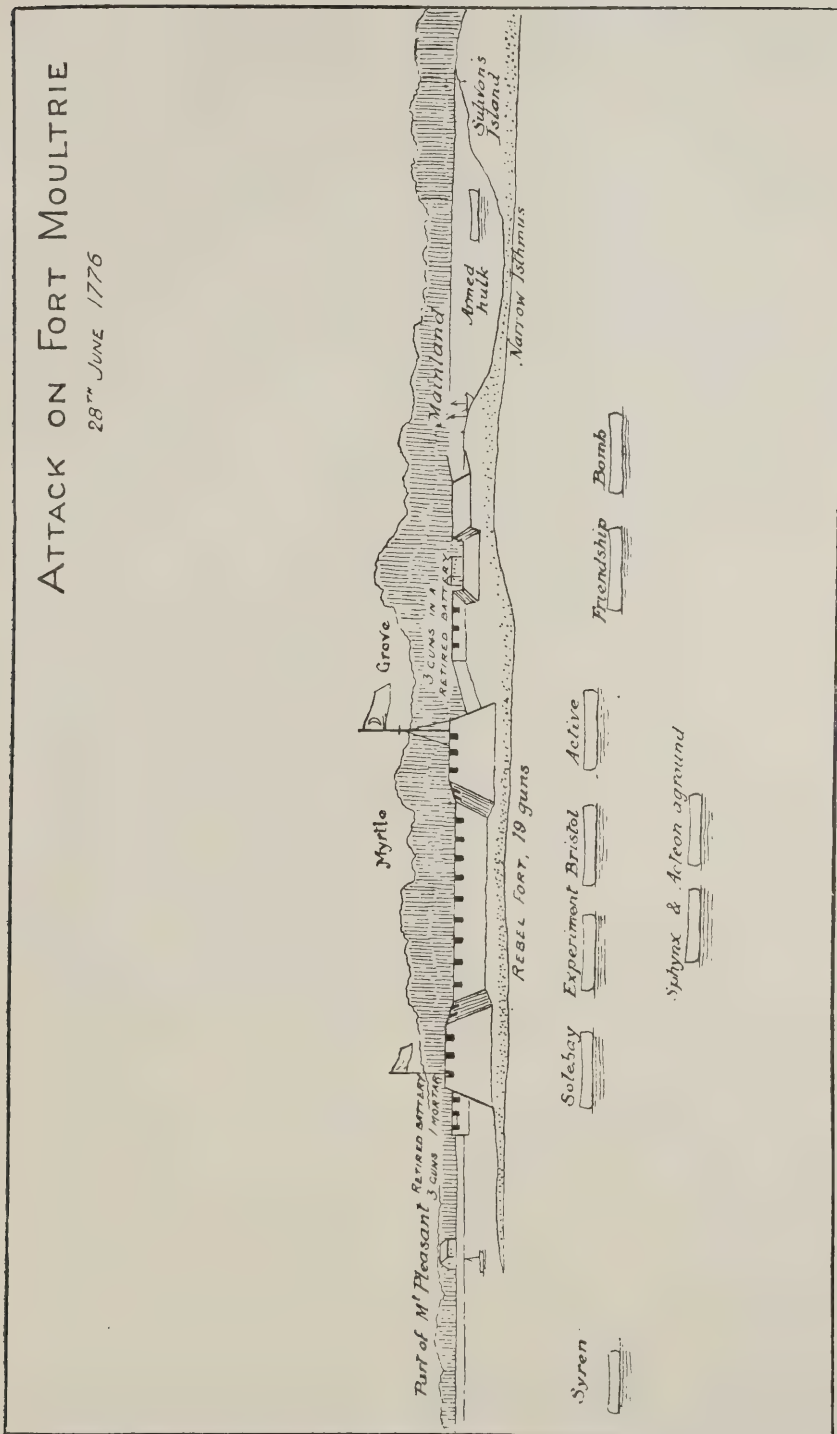 ATTACK ON FORT MOULTRIE
28TH JUNE 1776
Myrtle Grove
Part of Mt Pleasant
RETIRED BATTERY
3 GUNS 1 MORTAR
3 GUNS IN A
RETIRED BATTERY
Mainland
Armed
hulk
Sulivon's
Island
Narrow Isthmus
REBEL FORT, 19 guns
Syren
Solebay
Experiment
Bristol
Active
Friendship
Bomb
Sphynx & Acteon aground
D